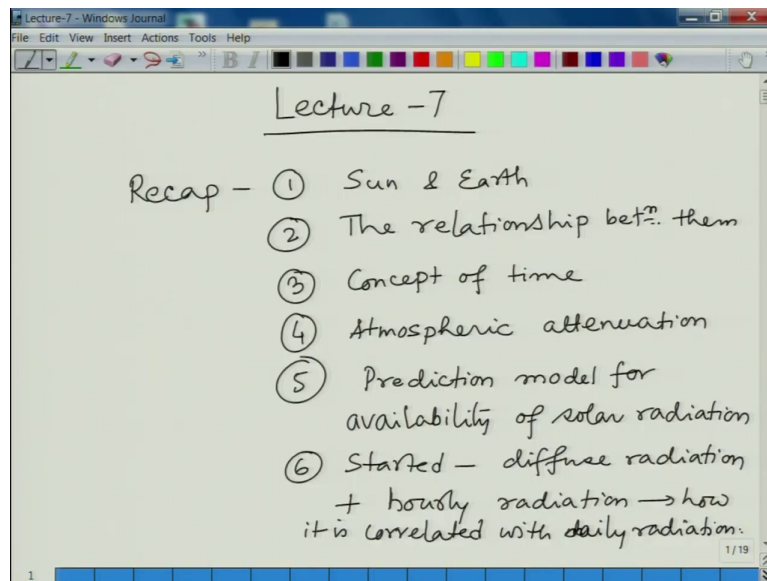 Lecture-7 - Windows Journal
File Edit View Insert Actions Tools Help
B I
Lecture-7
Recap - ① Sun & Earth
② The relationship betⁿ. them
③ Concept of time
④ Atmospheric attenuation
⑤ Prediction model for
availability of solar radiation
⑥ Started - diffuse radiation
+ hourly radiation → how
it is correlated with daily radiation.
1/19
1